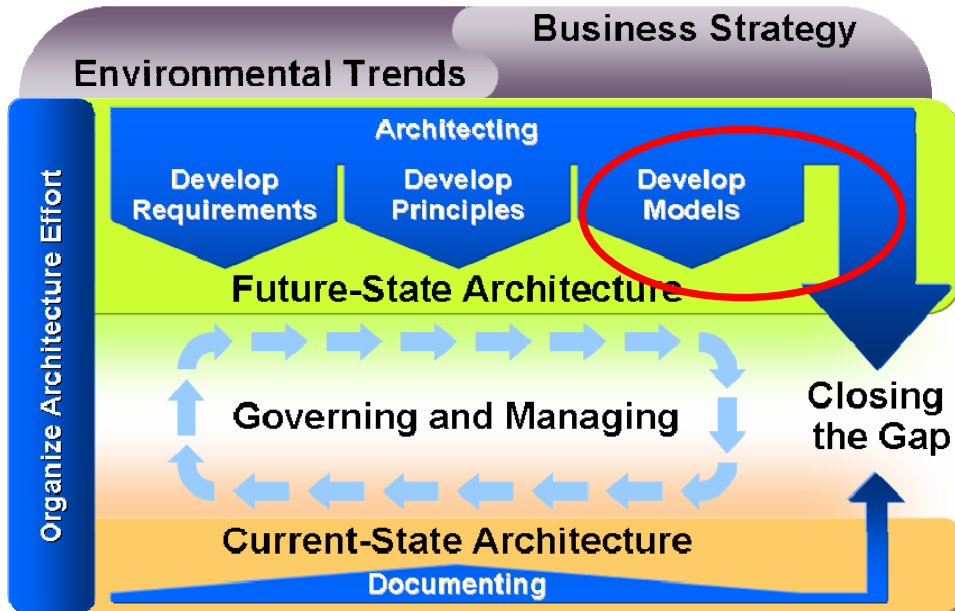 Business Strategy
Environmental Trends
Organize Architecture Effort
Architecting
Develop
Requirements
Develop
Principles
Develop
Models
Future-State Architecture
Governing and Managing
Closing
the Gap
Current-State Architecture
Documenting